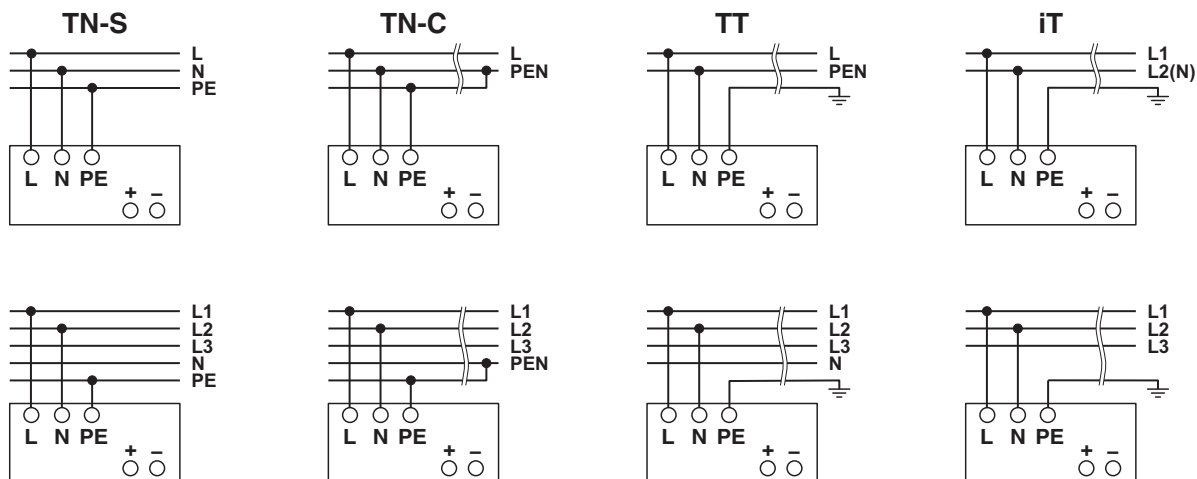 TN-S TN-C TT iT
L
N
PE
L
PEN
L
PEN
L1
L2(N)
L N PE
+ –
L N PE
+ –
L N PE
+ –
L N PE
+ –
L1
L2
L3
N
PE
L1
L2
L3
PEN
L1
L2
L3
N
L1
L2
L3
L N PE
+ –
L N PE
+ –
L N PE
+ –
L N PE
+ –